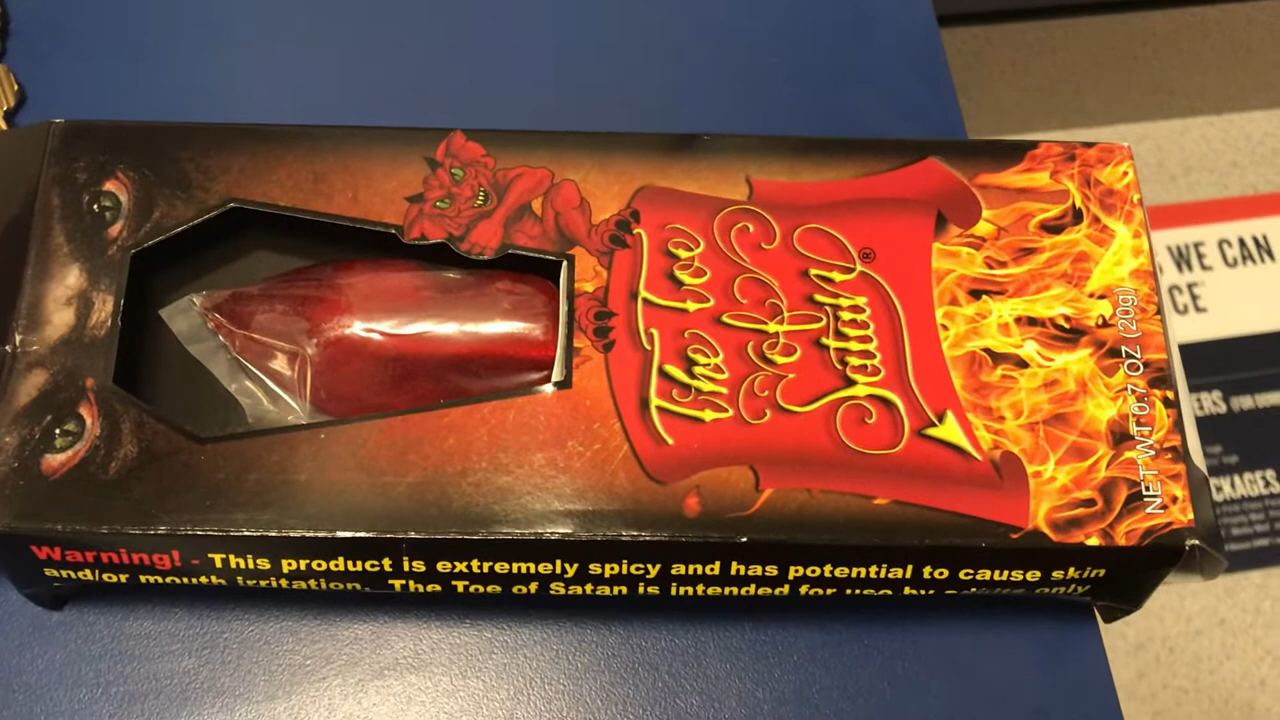 The Toe
of
Satan®
NET WT 0.7 OZ (20g)
Warning! - This product is extremely spicy and has potential to cause skin
and/or mouth irritation. The Toe of Satan is intended for use by adults only
WE CAN
CE
ERS
CKAGES